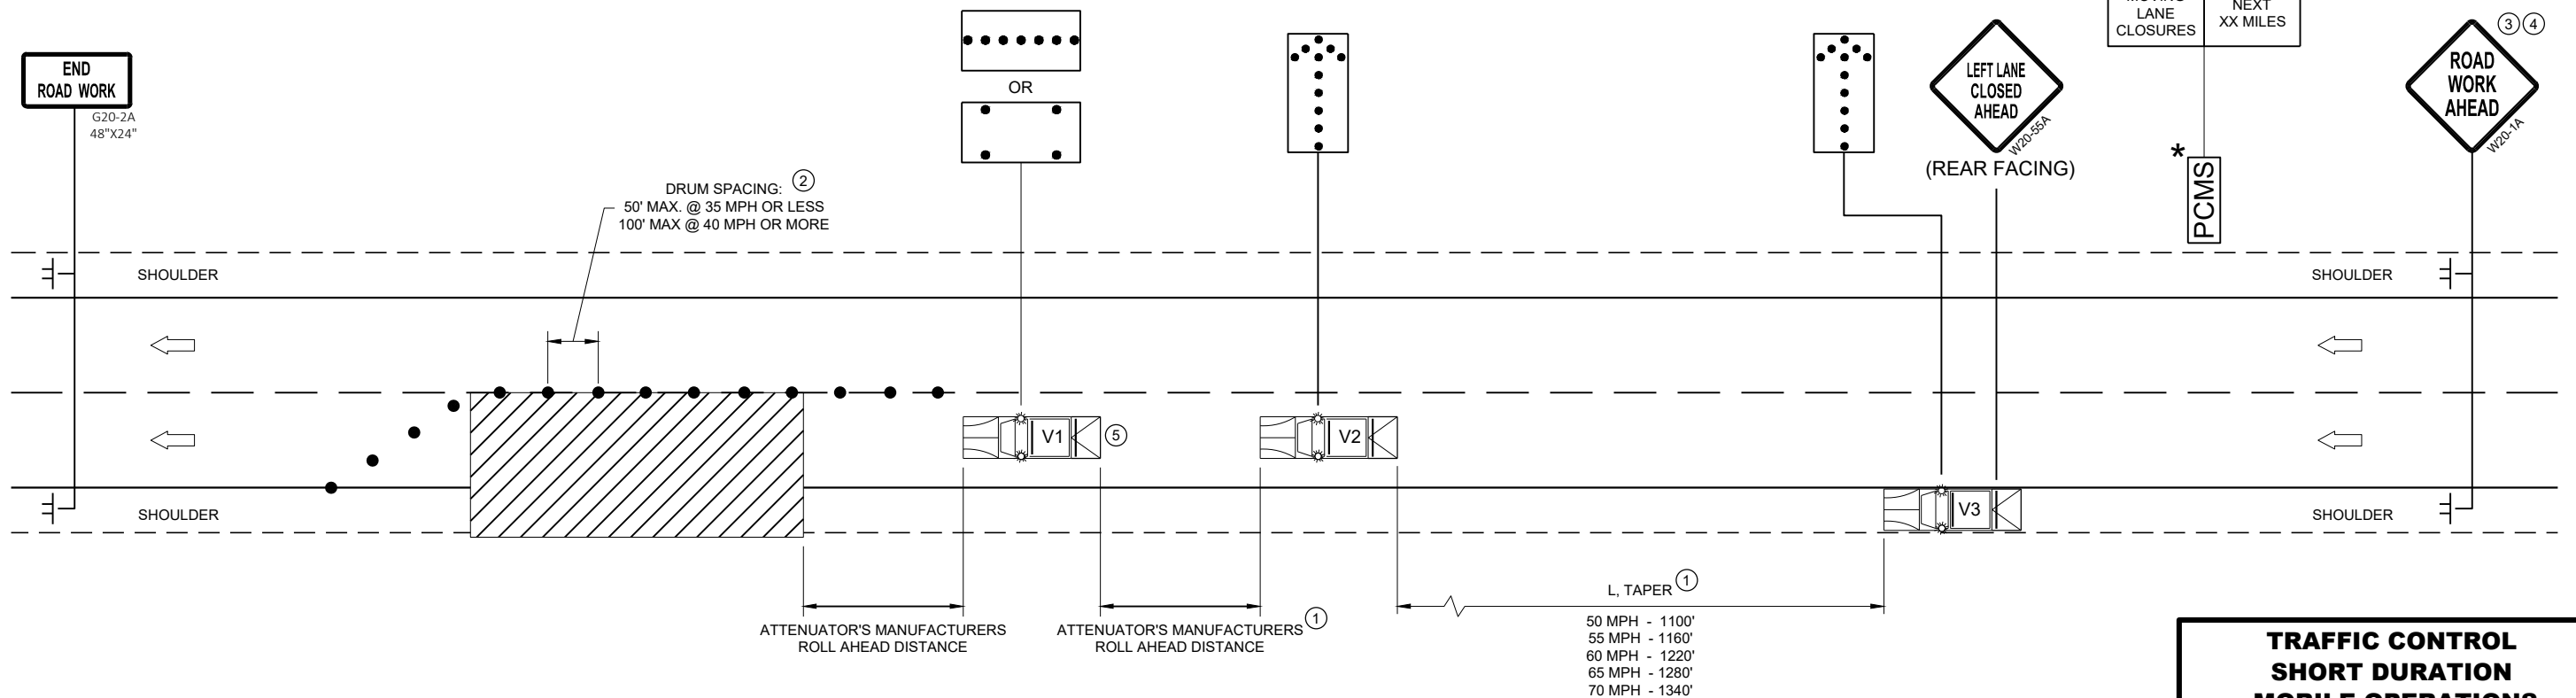 END
ROAD WORK
G20-2A
48"X24"
OR
LEFT LANE
CLOSED
AHEAD
W20-55A
(REAR FACING)
LANE
CLOSURES
NEXT
XX MILES
*
PCMS
3 4
ROAD
WORK
AHEAD
W20-1A
DRUM SPACING: 2
50' MAX. @ 35 MPH OR LESS
100' MAX @ 40 MPH OR MORE
SHOULDER
SHOULDER
V1
5
V2
V3
SHOULDER
SHOULDER
ATTENUATOR'S MANUFACTURERS
ROLL AHEAD DISTANCE
ATTENUATOR'S MANUFACTURERS 1
ROLL AHEAD DISTANCE
L, TAPER 1
50 MPH - 1100'
55 MPH - 1160'
60 MPH - 1220'
65 MPH - 1280'
70 MPH - 1340'
TRAFFIC CONTROL
SHORT DURATION
MOBILE OPERATIONS